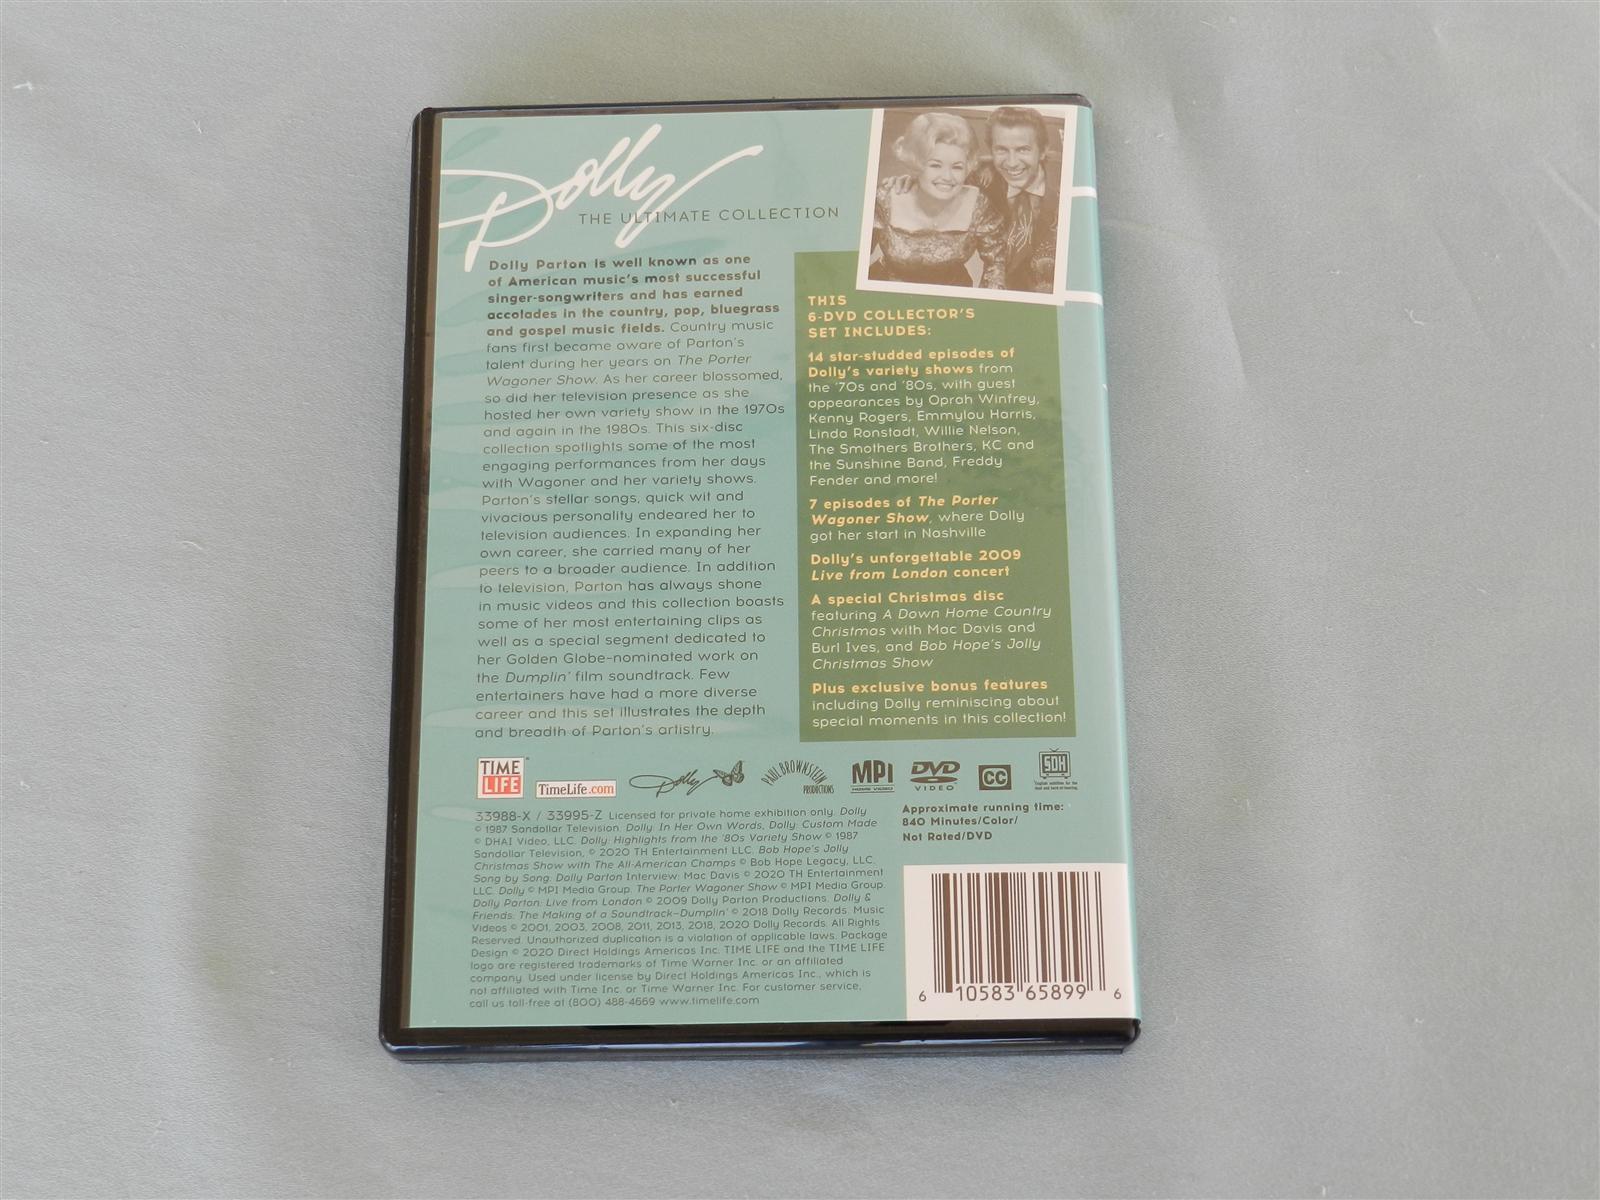 Dolly
THE ULTIMATE COLLECTION
Dolly Parton is well known as one
of American music's most successful
singer-songwriters and has earned
accolades in the country, pop, bluegrass
and gospel music fields. Country music
fans first became aware of Parton's
talent during her years on The Porter
Wagoner Show. As her career blossomed,
so did her television presence as she
hosted her own variety show in the 1970s
and again in the 1980s. This six-disc
collection spotlights some of the most
engaging performances from her days
with Wagoner and her variety shows.
Parton's stellar songs, quick wit and
vivacious personality endeared her to
television audiences. In expanding her
own career, she carried many of her
peers to a broader audience. In addition
to television, Parton has always shone
in music videos and this collection boasts
some of her most entertaining clips as
well as a special segment dedicated to
her Golden Globe-nominated work on
the Dumplin' film soundtrack. Few
entertainers have had a more diverse
career and this set illustrates the depth
and breadth of Parton's artistry.
THIS
6-DVD COLLECTOR'S
SET INCLUDES:
14 star-studded episodes of
Dolly's variety shows from
the '70s and '80s, with guest
appearances by Oprah Winfrey,
Kenny Rogers, Emmylou Harris,
Linda Ronstadt, Willie Nelson,
The Smothers Brothers, KC and
the Sunshine Band, Freddy
Fender and more!
7 episodes of The Porter
Wagoner Show, where Dolly
got her start in Nashville
Dolly's unforgettable 2009
Live from London concert
A special Christmas disc
featuring A Down Home Country
Christmas with Mac Davis and
Burl Ives, and Bob Hope's Jolly
Christmas Show
Plus exclusive bonus features
including Dolly reminiscing about
special moments in this collection!
TIME
LIFE
TimeLife.com
Dolly
PAUL BROWNSTEIN
PRODUCTIONS
MPI
HOME VIDEO
DVD
VIDEO
CC
SDH
English subtitles for the
deaf and hard-of-hearing.
33988-X / 33995-Z Licensed for private home exhibition only. Dolly
© 1987 Sandollar Television. Dolly: In Her Own Words, Dolly: Custom Made
© DHAI Video, LLC. Dolly: Highlights from the '80s Variety Show © 1987
Sandollar Television, © 2020 TH Entertainment LLC. Bob Hope's Jolly
Christmas Show with The All-American Champs © Bob Hope Legacy, LLC.
Song by Song: Dolly Parton Interview: Mac Davis © 2020 TH Entertainment
LLC. Dolly © MPI Media Group. The Porter Wagoner Show © MPI Media Group.
Dolly Parton: Live from London © 2009 Dolly Parton Productions. Dolly &
Friends: The Making of a Soundtrack–Dumplin' © 2018 Dolly Records. Music
Videos © 2001, 2003, 2008, 2011, 2013, 2018, 2020 Dolly Records. All Rights
Reserved. Unauthorized duplication is a violation of applicable laws. Package
Design © 2020 Direct Holdings Americas Inc. TIME LIFE and the TIME LIFE
logo are registered trademarks of Time Warner Inc. or an affiliated
company. Used under license by Direct Holdings Americas Inc., which is
not affiliated with Time Inc. or Time Warner Inc. For customer service,
call us toll-free at (800) 488-4669 www.timelife.com
Approximate running time:
840 Minutes/Color/
Not Rated/DVD
6 10583 65899 6